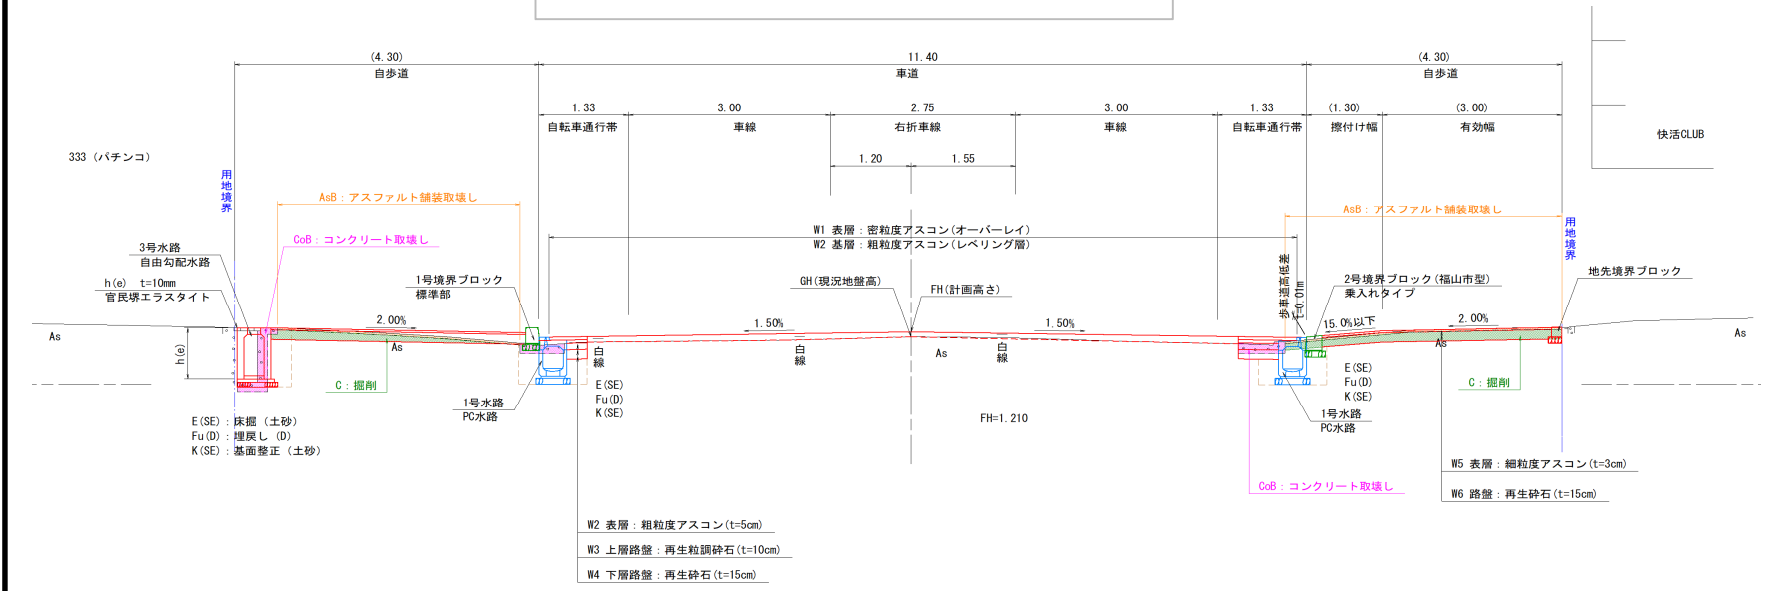 (4.30)
自歩道
11.40
車道
(4.30)
自歩道
1.33
自転車通行帯
3.00
車線
2.75
右折車線
3.00
車線
1.33
自転車通行帯
(1.30)
擦付け幅
(3.00)
有効幅
1.20
1.55
快活CLUB
333 (パチンコ)
用地境界
AsB：アスファルト舗装取壊し
AsB：アスファルト舗装取壊し
用地境界
CoB：コンクリート取壊し
W1 表層：密粒度アスコン(オーバーレイ)
W2 基層：粗粒度アスコン(レベリング層)
3号水路
自由勾配水路
h(e) t=10mm
官民堺エラスタイト
1号境界ブロック
標準部
GH(現況地盤高)
FH(計画高さ)
歩車道高低差
t=0.01m
2号境界ブロック(福山市型)
乗入れタイプ
地先境界ブロック
As
2.00%
1.50%
1.50%
15.0%以下
2.00%
As
h(e)
As
白線
白線
As
白線
As
C：掘削
E(SE)
Fu(D)
K(SE)
E(SE)
Fu(D)
K(SE)
C：掘削
1号水路
PC水路
FH=1.210
1号水路
PC水路
E(SE)：床掘 (土砂)
Fu(D)：埋戻し (D)
K(SE)：基面整正 (土砂)
W5 表層：細粒度アスコン(t=3cm)
CoB：コンクリート取壊し
W6 路盤：再生砕石(t=15cm)
W2 表層：粗粒度アスコン(t=5cm)
W3 上層路盤：再生粒調砕石(t=10cm)
W4 下層路盤：再生砕石(t=15cm)